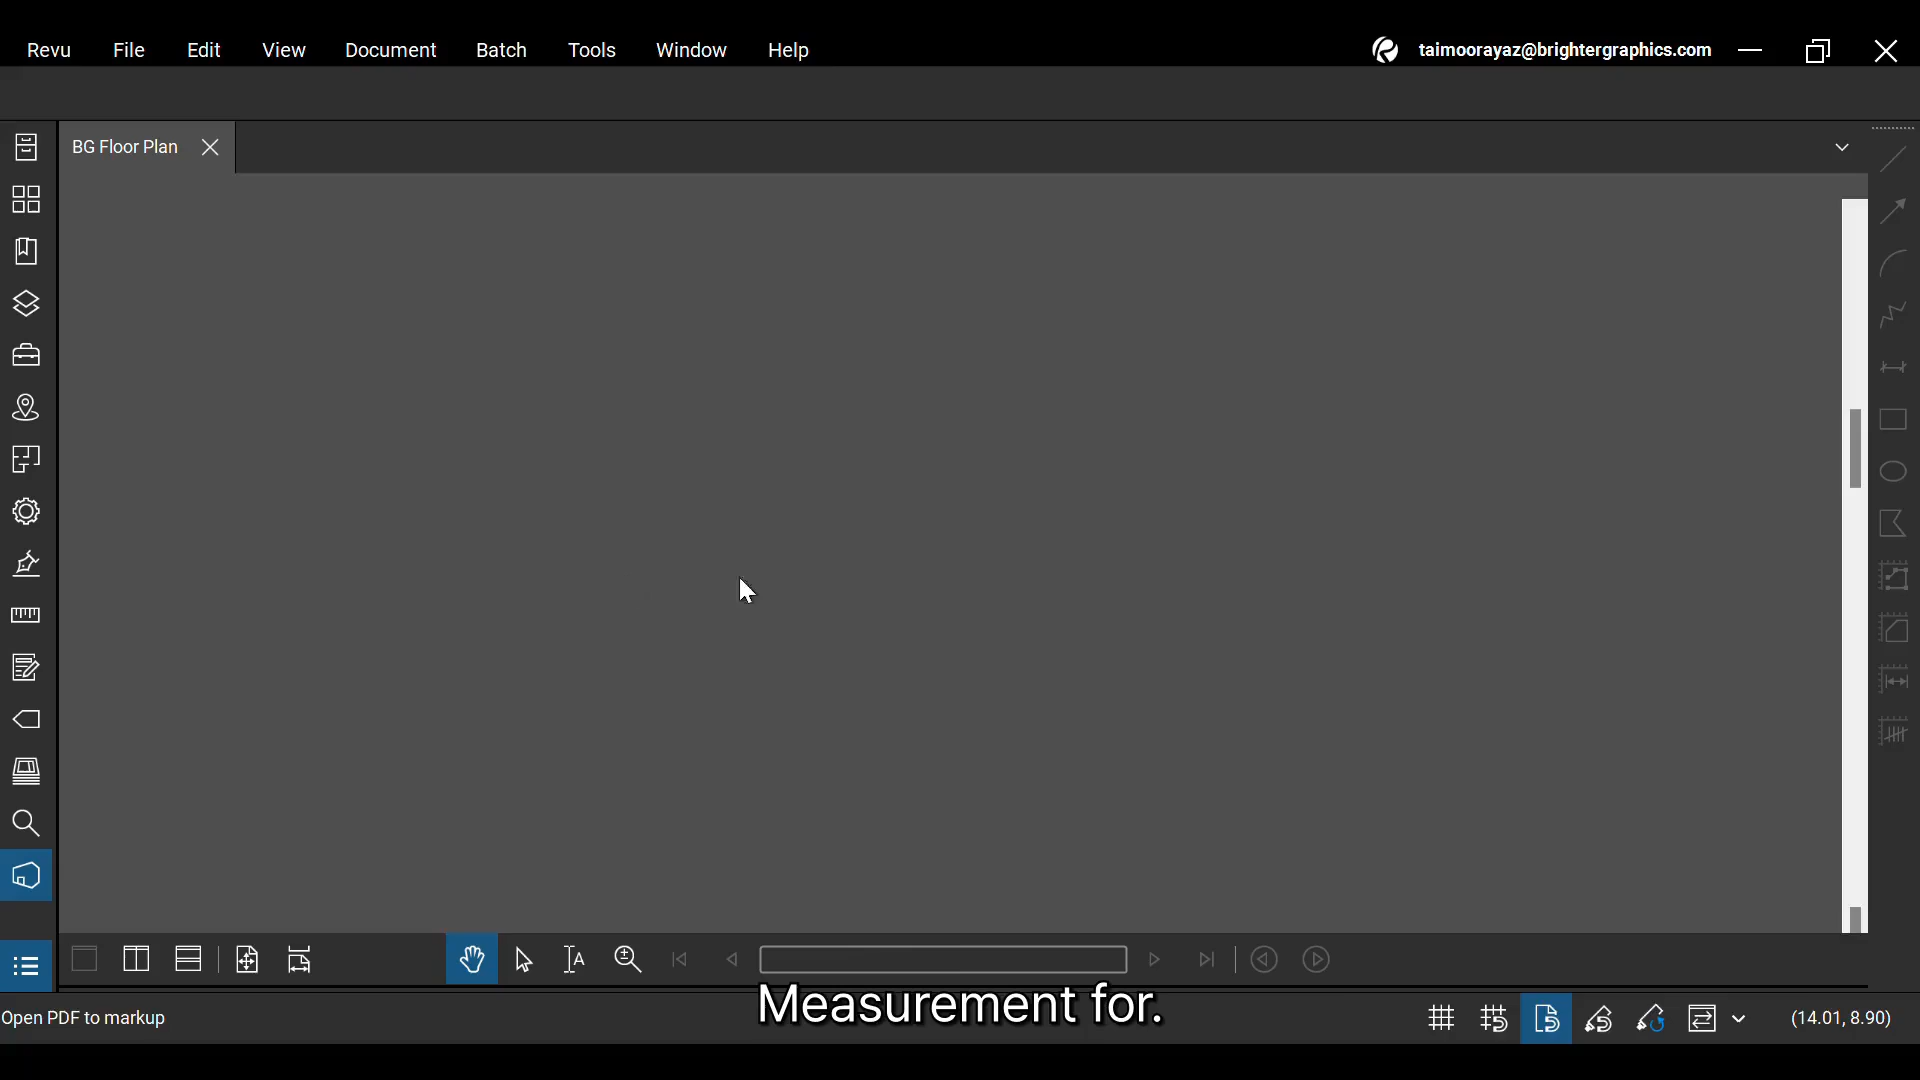 Revu File Edit View Document Batch Tools Window Help taimoorayaz@brightergraphics.com
BG Floor Plan
Measurement for.
Open PDF to markup (14.01, 8.90)